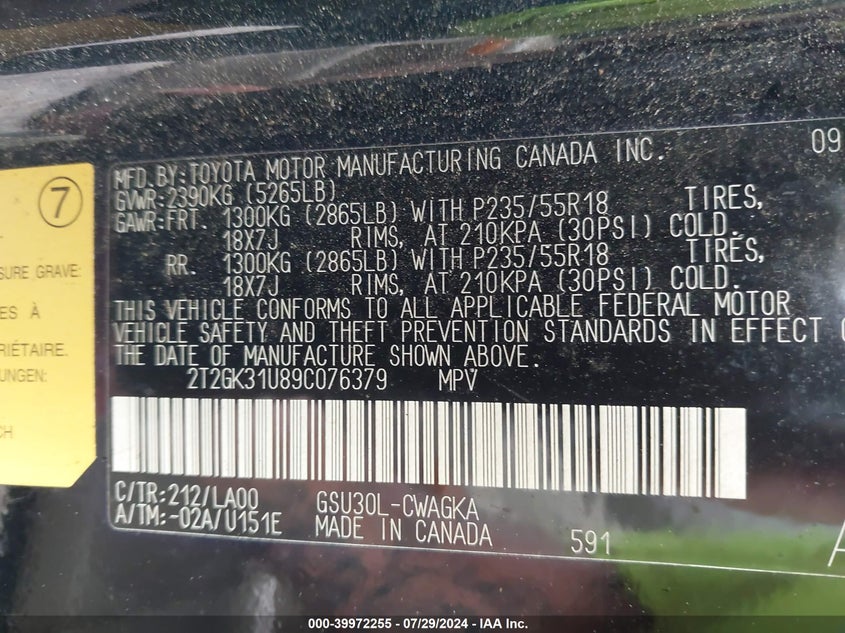 MFD.BY:TOYOTA MOTOR MANUFACTURING CANADA INC. 09
GVWR:2390KG (5265LB)
GAWR:FRT. 1300KG (2865LB) WITH P235/55R18 TIRES,
18X7J RIMS, AT 210KPA (30PSI) COLD.
RR. 1300KG (2865LB) WITH P235/55R18 TIRES,
18X7J RIMS, AT 210KPA (30PSI) COLD.
THIS VEHICLE CONFORMS TO ALL APPLICABLE FEDERAL MOTOR
VEHICLE SAFETY AND THEFT PREVENTION STANDARDS IN EFFECT
THE DATE OF MANUFACTURE SHOWN ABOVE.
2T2GK31U89C076379 MPV
C/TR:212/LA00 GSU30L-CWAGKA
A/TM:-02A/U151E MADE IN CANADA 591
7
SURE GRAVE:
ES À
RIÉTAIRE.
UNGEN:
CH
000-39972255 - 07/29/2024 - IAA Inc.